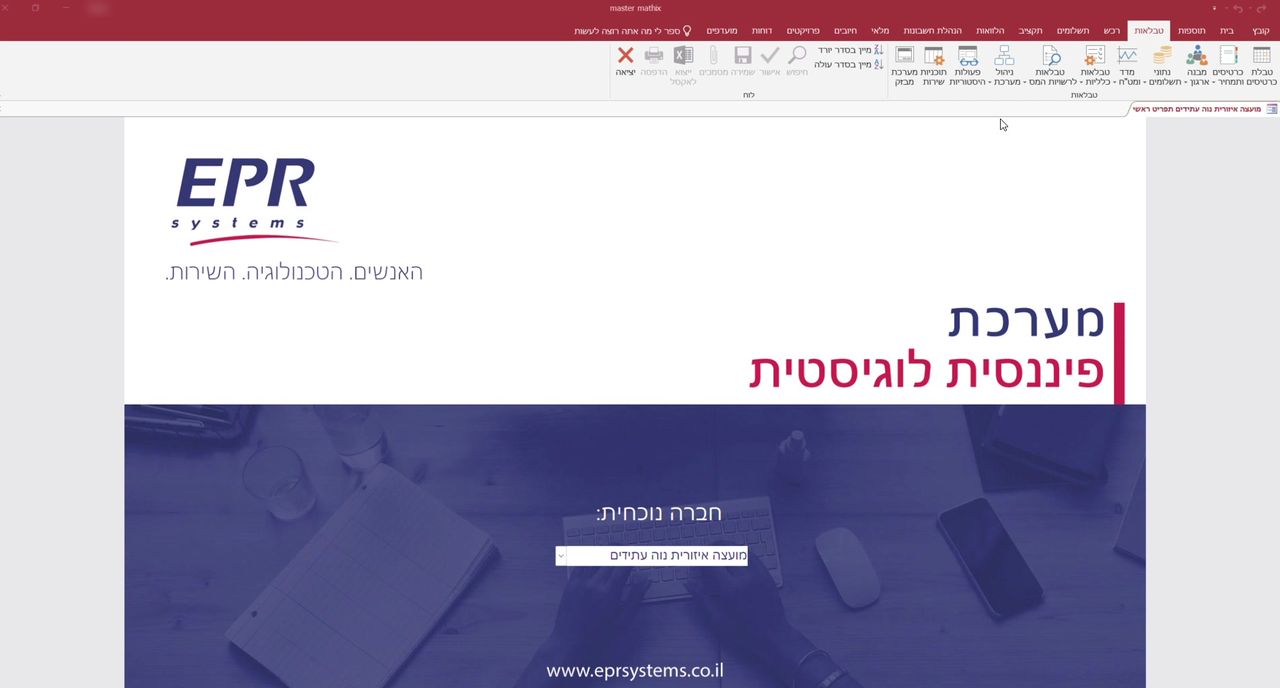 master mathix
קובץ בית תוספות טבלאות רכש תשלומים תקציב הלוואות הנהלת חשבונות מלאי חיובים פרויקטים דוחות מועדפים ספר לי מה אתה רוצה לעשות
טבלת כרטיסים
כרטיסים ותמחיר
מבנה ארגון
נתוני תשלומים
מדד ומט"ח
טבלאות כלליות
טבלאות לרשויות המס
ניהול מערכת
פעולות היסטוריות
תוכניות שירות
מערכת מבזק
טבלאות
מיין בסדר יורד
מיין בסדר עולה
חיפוש
אישור
שמירה
מסמכים
ייצוא לאקסל
הדפסה
יציאה
לוח
מועצה איזורית נוה עתידים תפריט ראשי
EPR
systems
האנשים. הטכנולוגיה. השירות.
מערכת
פיננסית לוגיסטית
חברה נוכחית:
מועצה איזורית נוה עתידים
www.eprsystems.co.il